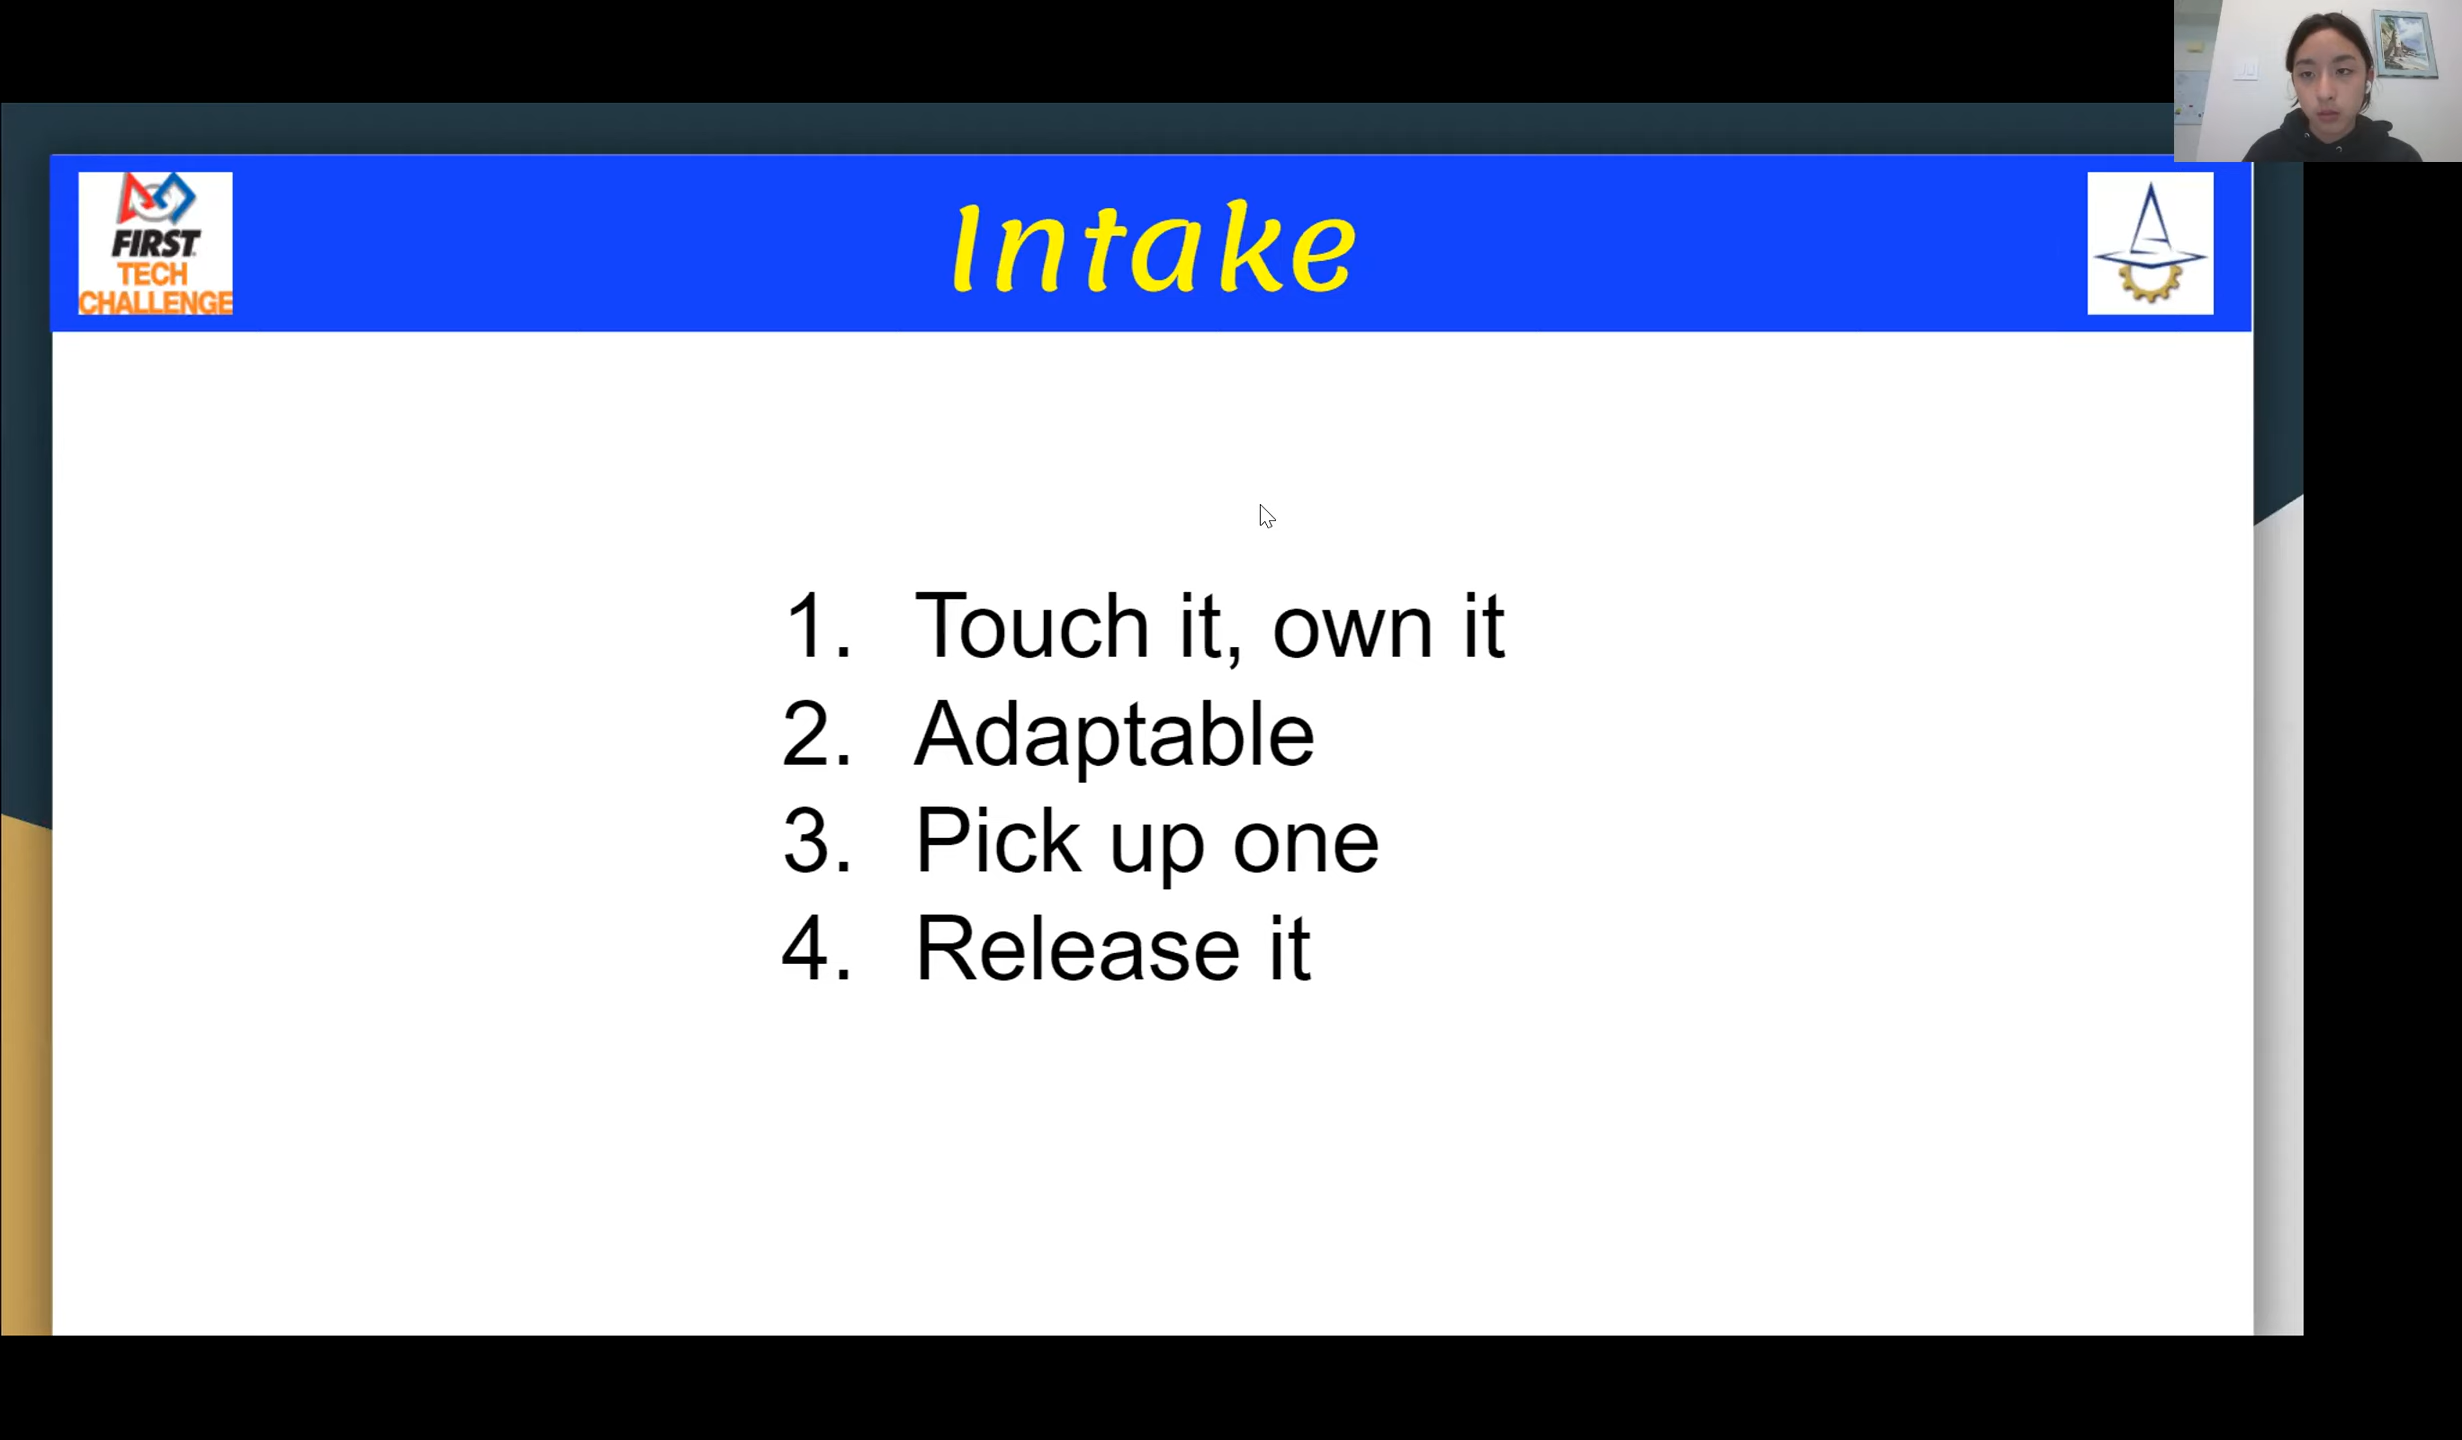 Intake
FIRST
TECH
CHALLENGE
1. Touch it, own it
2. Adaptable
3. Pick up one
4. Release it